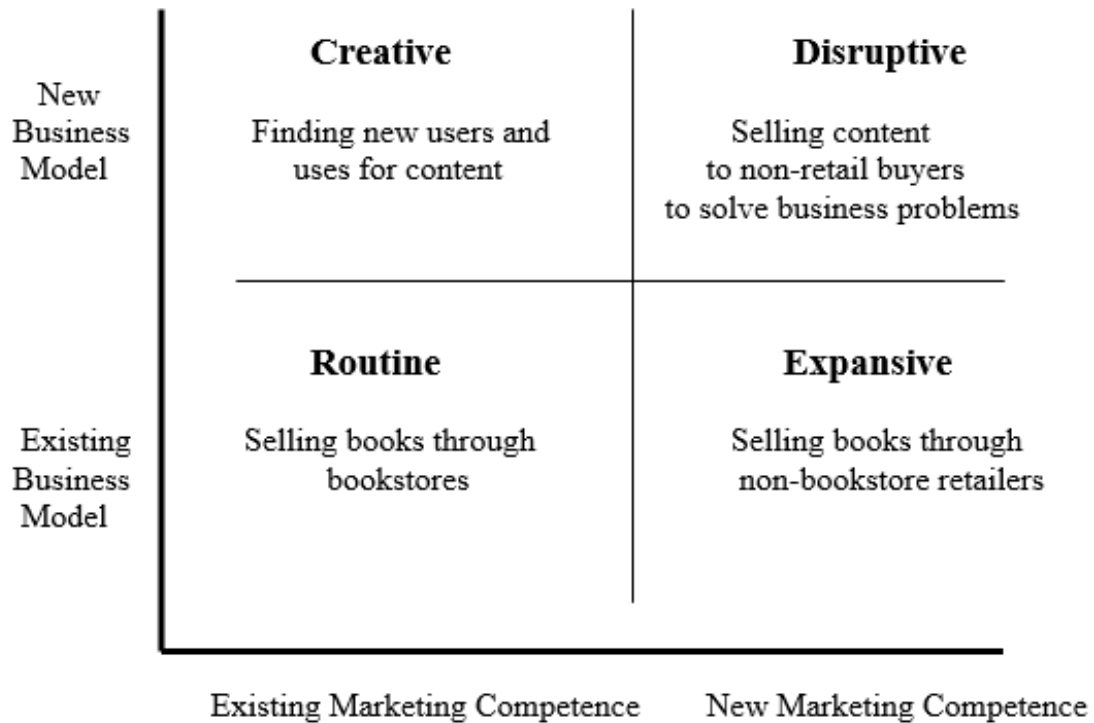 Creative
Disruptive
New
Business
Model
Finding new users and
uses for content
Selling content
to non-retail buyers
to solve business problems
Routine
Expansive
Existing
Business
Model
Selling books through
bookstores
Selling books through
non-bookstore retailers
Existing Marketing Competence
New Marketing Competence